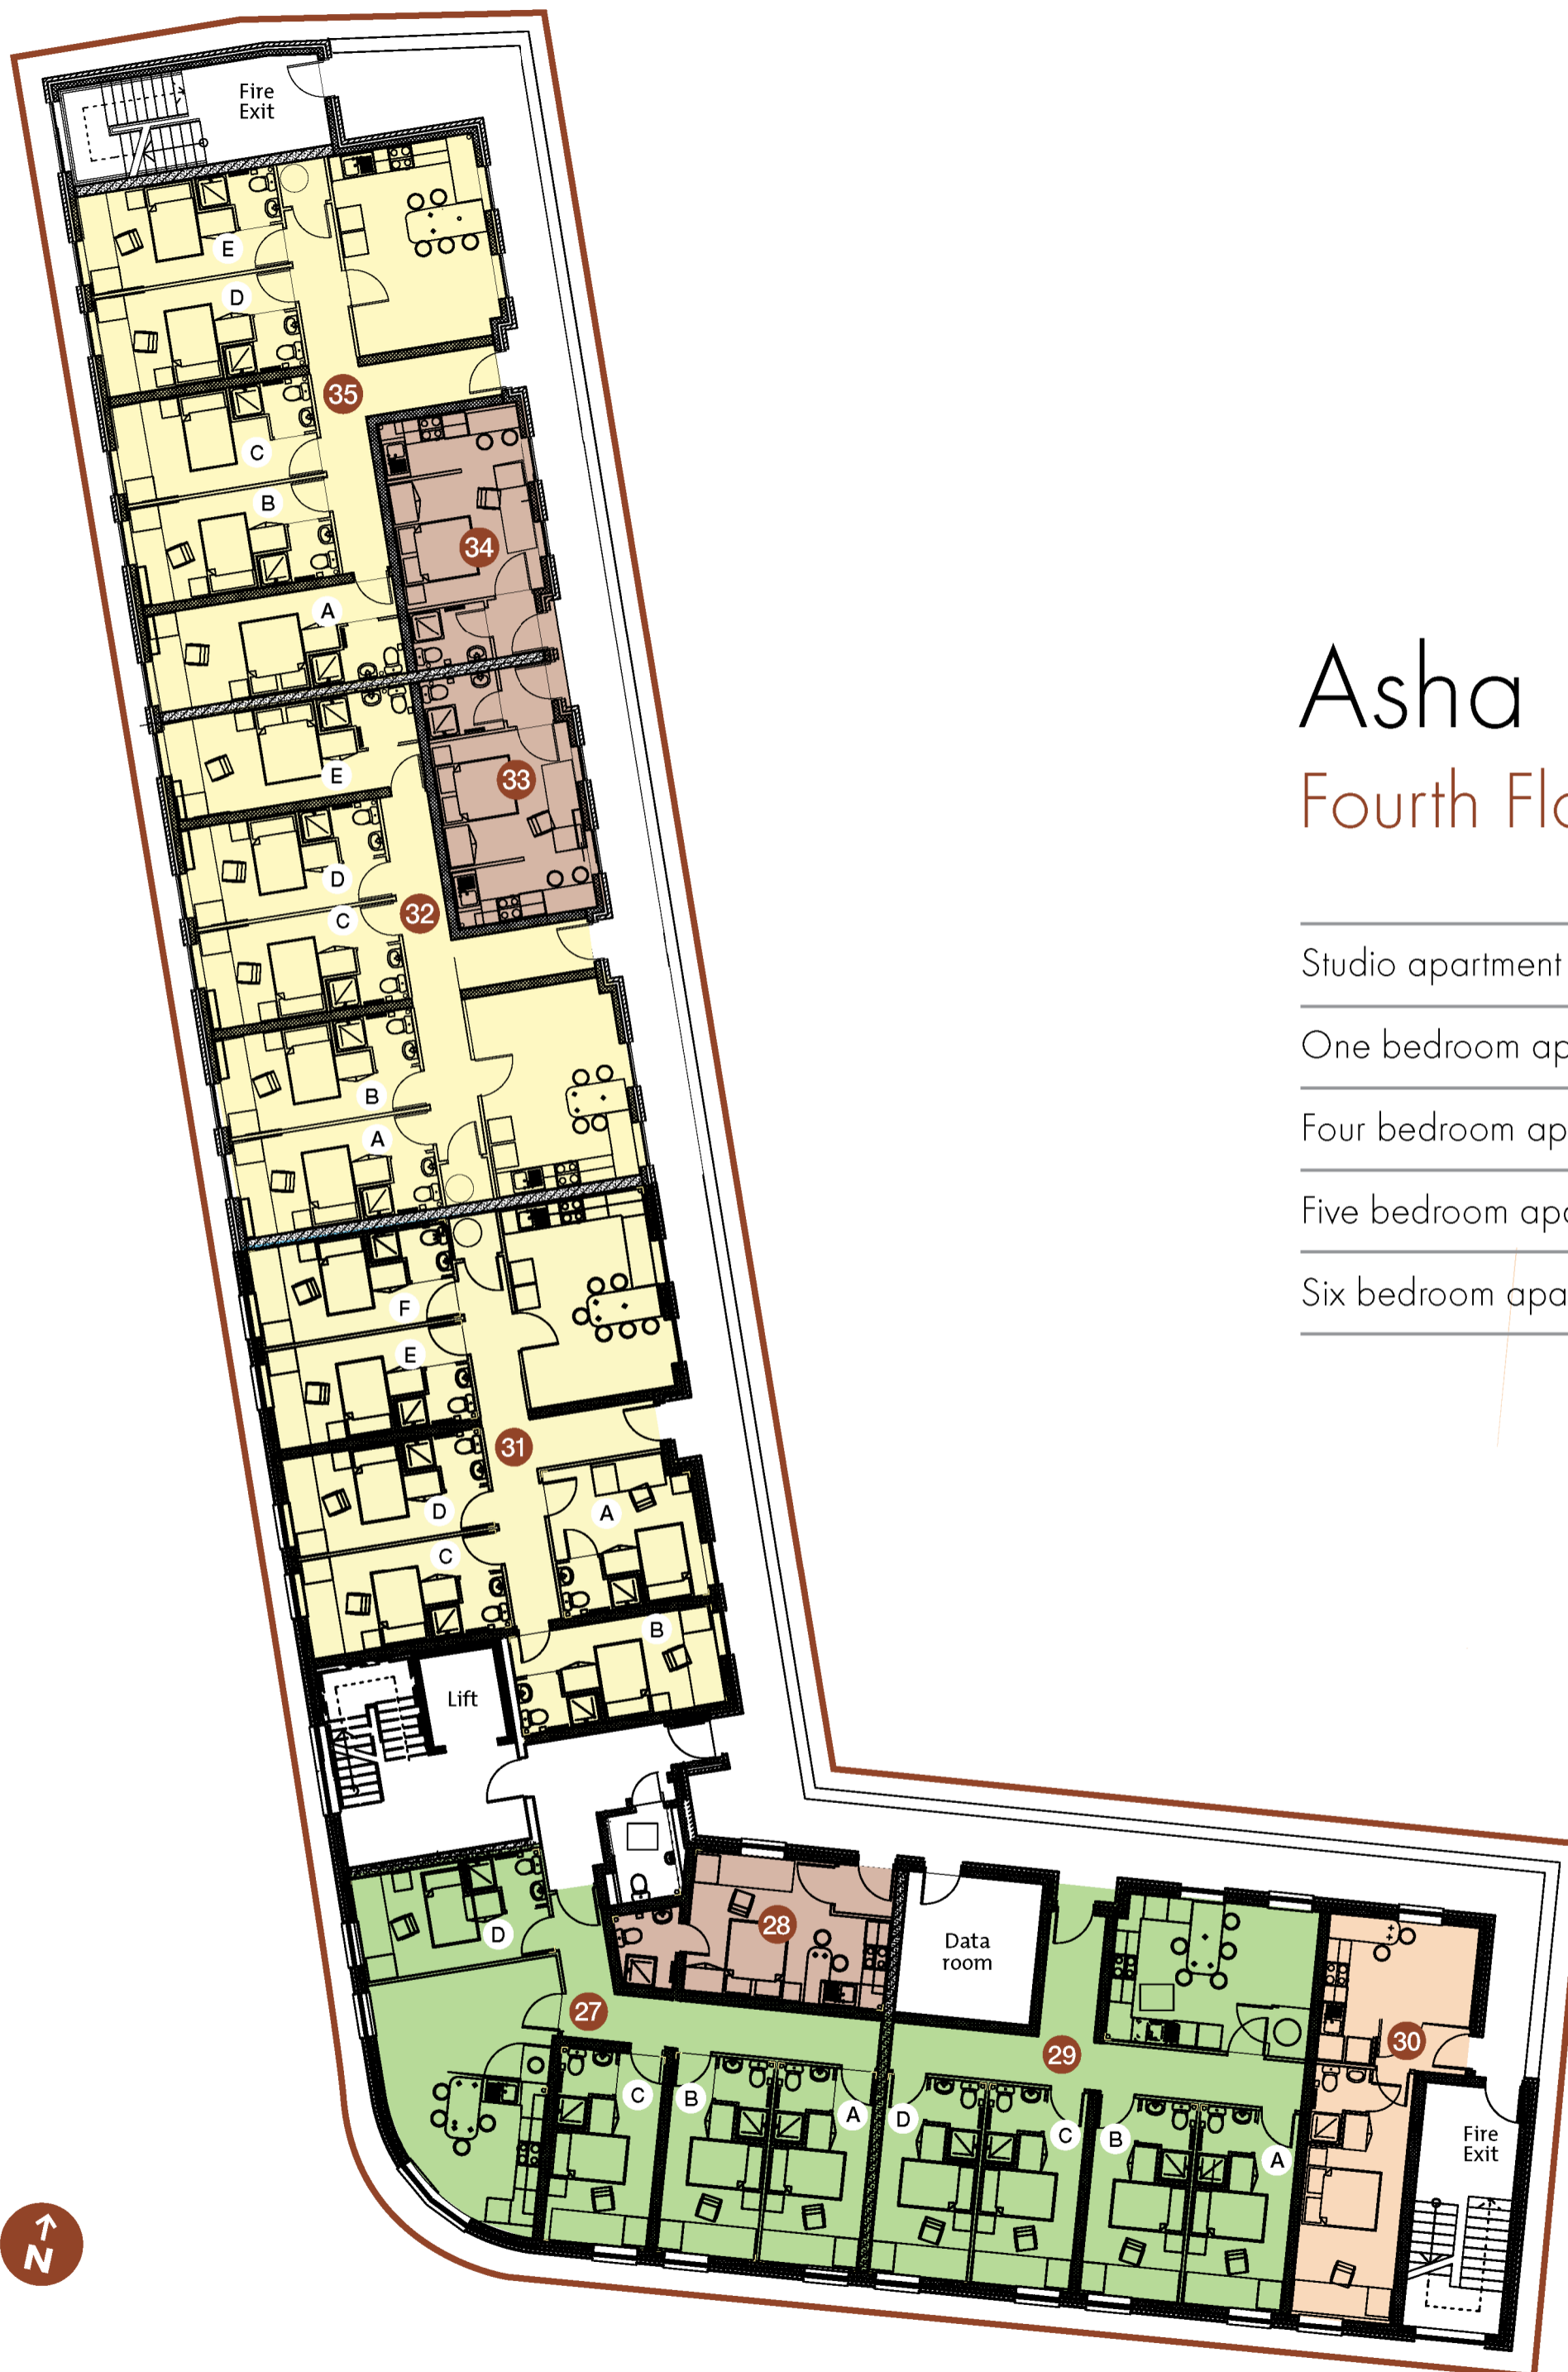 Fire
Exit
E
D
35
C
B
34
A
E
33
D
C
32
B
A
F
E
31
D
A
C
B
Lift
D
28
Data
room
27
29
30
C
B
A
D
C
B
A
Fire
Exit
N
Asha
Fourth Flo
Studio apartment
One bedroom ap
Four bedroom ap
Five bedroom apa
Six bedroom apa